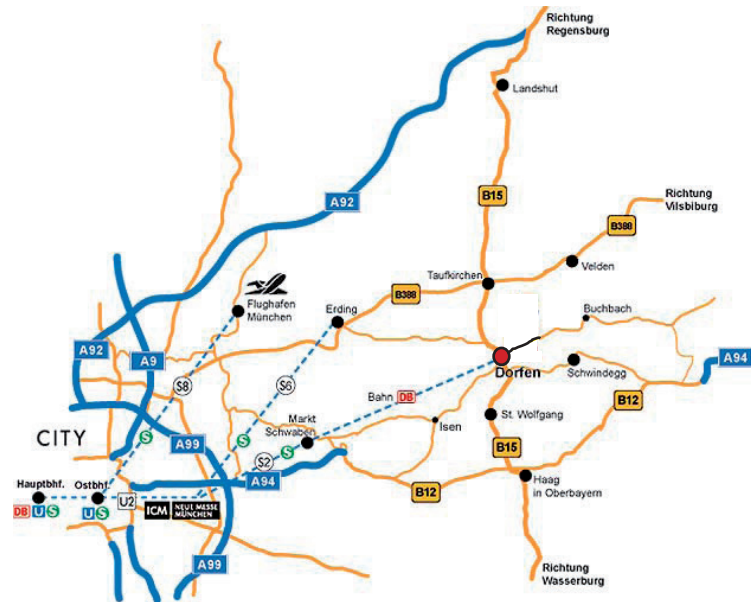 Richtung
Regensburg
Landshut
A92
B15
Richtung
Vilsbiburg
B388
Velden
Taufkirchen
Flughafen
München
B388
Erding
Buchbach
A92
A9
Dorfen
A94
S8
S6
Schwindegg
Bahn DB
B12
CITY
Markt
Schwaben
St. Wolfgang
Isen
S
S
S
A99
S2
B15
A94
Hauptbhf.
Ostbhf.
B12
Haag
in Oberbayern
U2
DB U S
U S
ICM NEUE MESSE
MÜNCHEN
A99
Richtung
Wasserburg